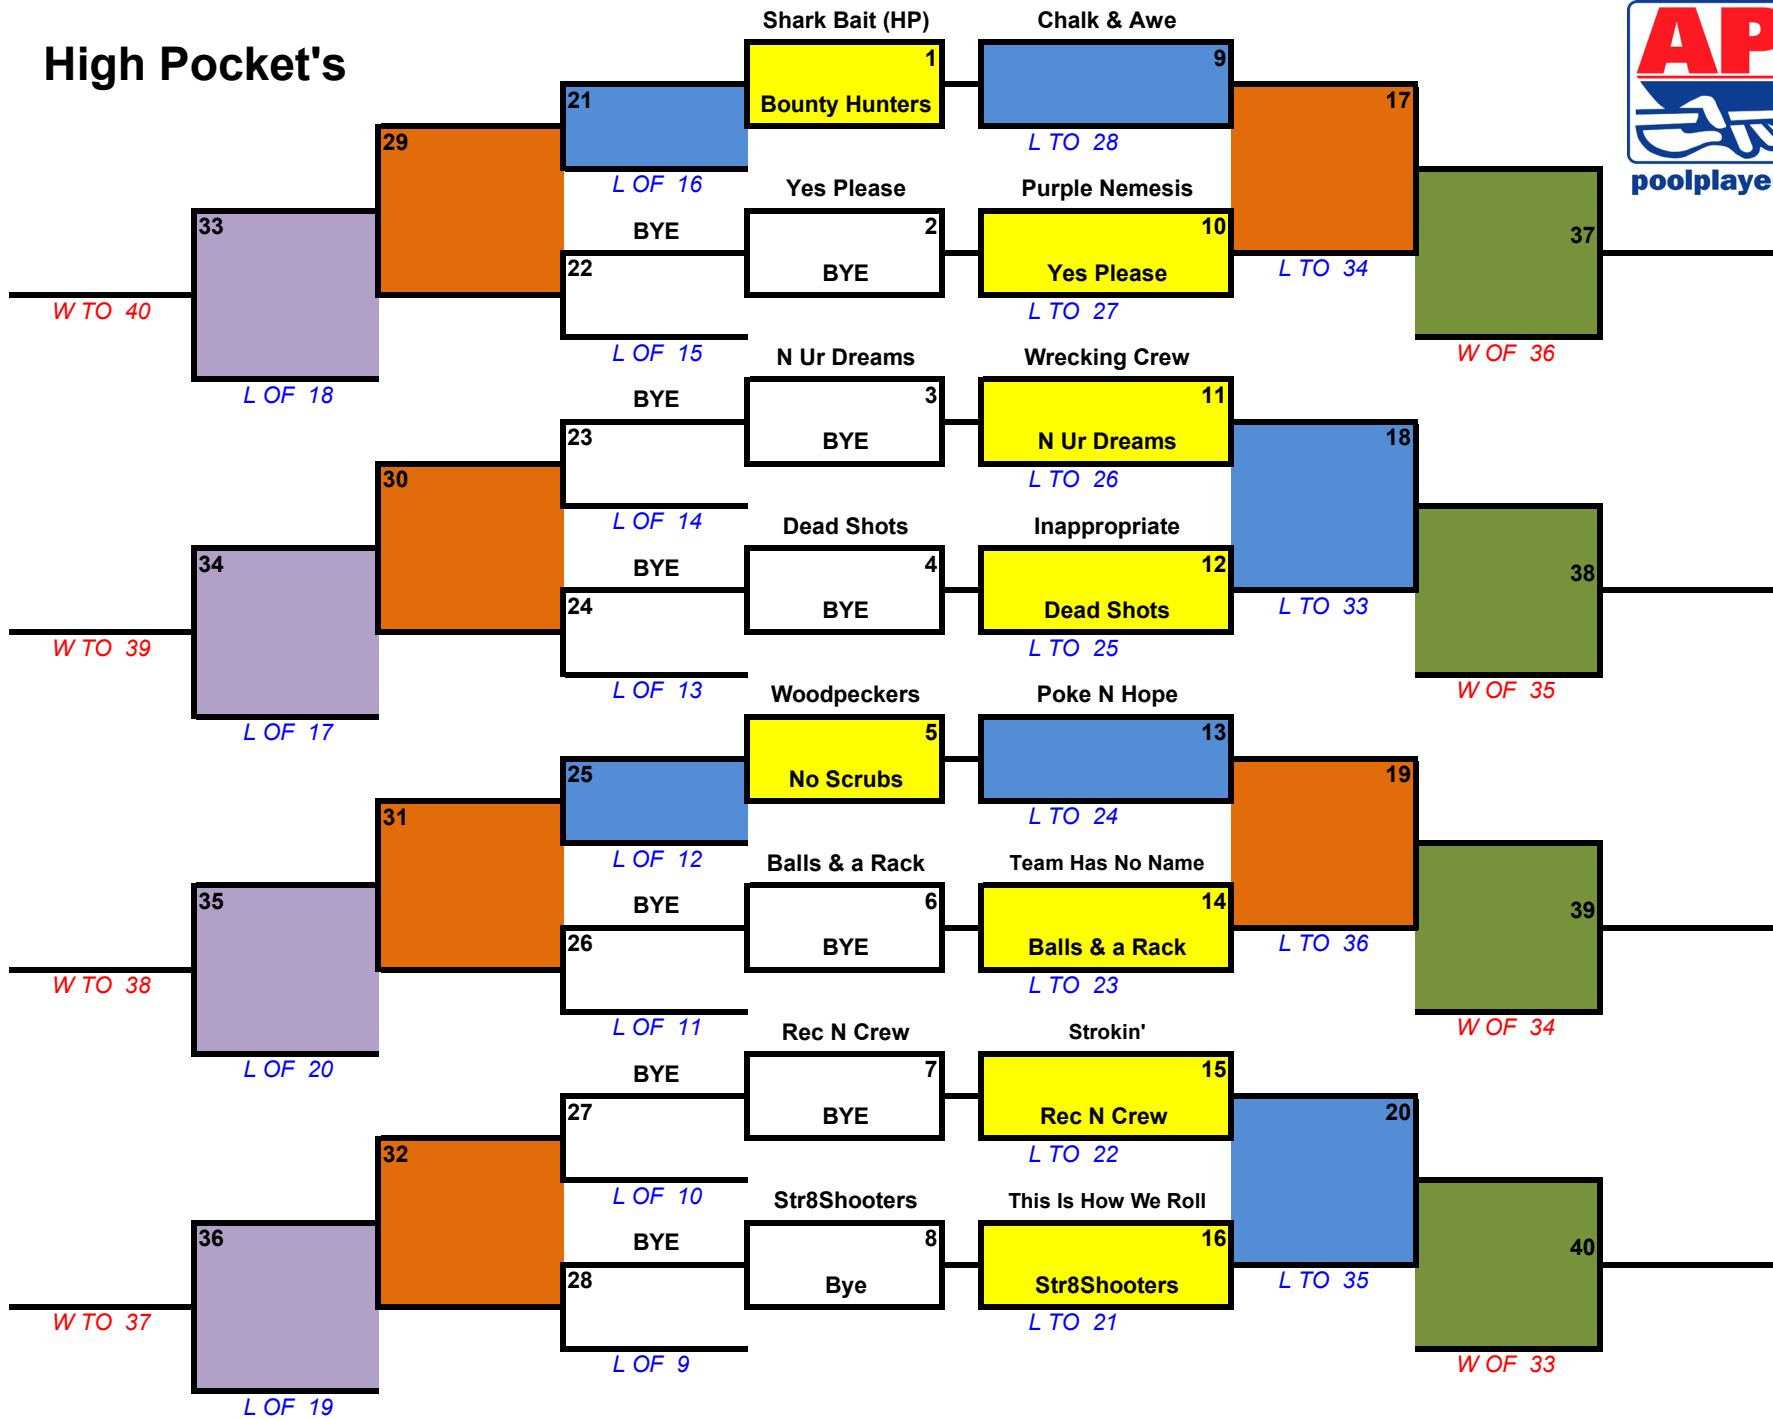 High Pocket's
Shark Bait (HP)
Chalk & Awe
AP
1
9
21
Bounty Hunters
17
29
L TO 28
L OF 16
Yes Please
Purple Nemesis
poolplaye
33
BYE
2
10
37
22
BYE
Yes Please
L TO 34
W TO 40
L TO 27
L OF 15
N Ur Dreams
Wrecking Crew
W OF 36
L OF 18
BYE
3
11
23
BYE
N Ur Dreams
18
30
L TO 26
L OF 14
Dead Shots
Inappropriate
34
BYE
4
12
38
24
BYE
Dead Shots
L TO 33
W TO 39
L TO 25
L OF 13
Woodpeckers
Poke N Hope
W OF 35
L OF 17
5
13
25
No Scrubs
19
31
L TO 24
L OF 12
Balls & a Rack
Team Has No Name
35
BYE
6
14
39
26
BYE
Balls & a Rack
L TO 36
W TO 38
L TO 23
L OF 11
Rec N Crew
Strokin'
W OF 34
L OF 20
BYE
7
15
27
BYE
Rec N Crew
20
32
L TO 22
L OF 10
Str8Shooters
This Is How We Roll
36
BYE
8
16
40
28
Bye
Str8Shooters
L TO 35
W TO 37
L TO 21
L OF 9
W OF 33
L OF 19